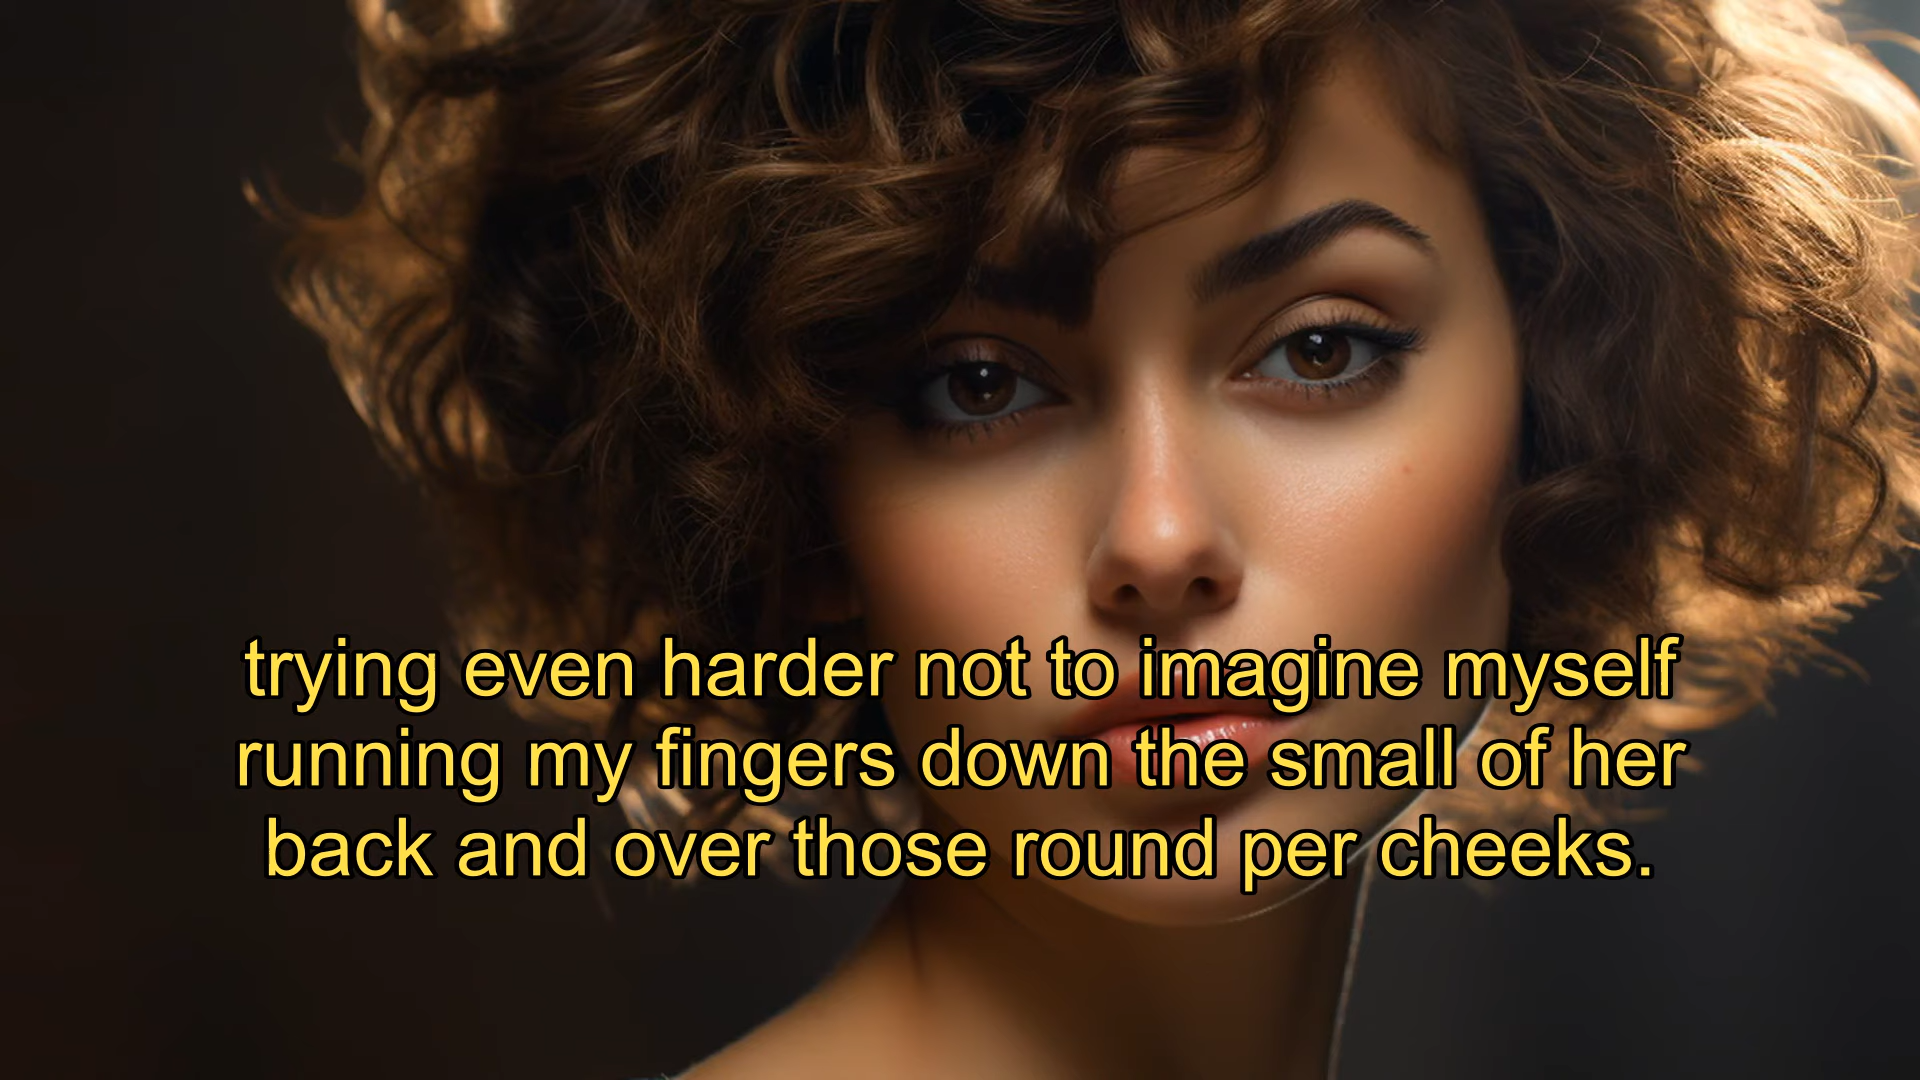 trying even harder not to imagine myself
running my fingers down the small of her
back and over those round per cheeks.